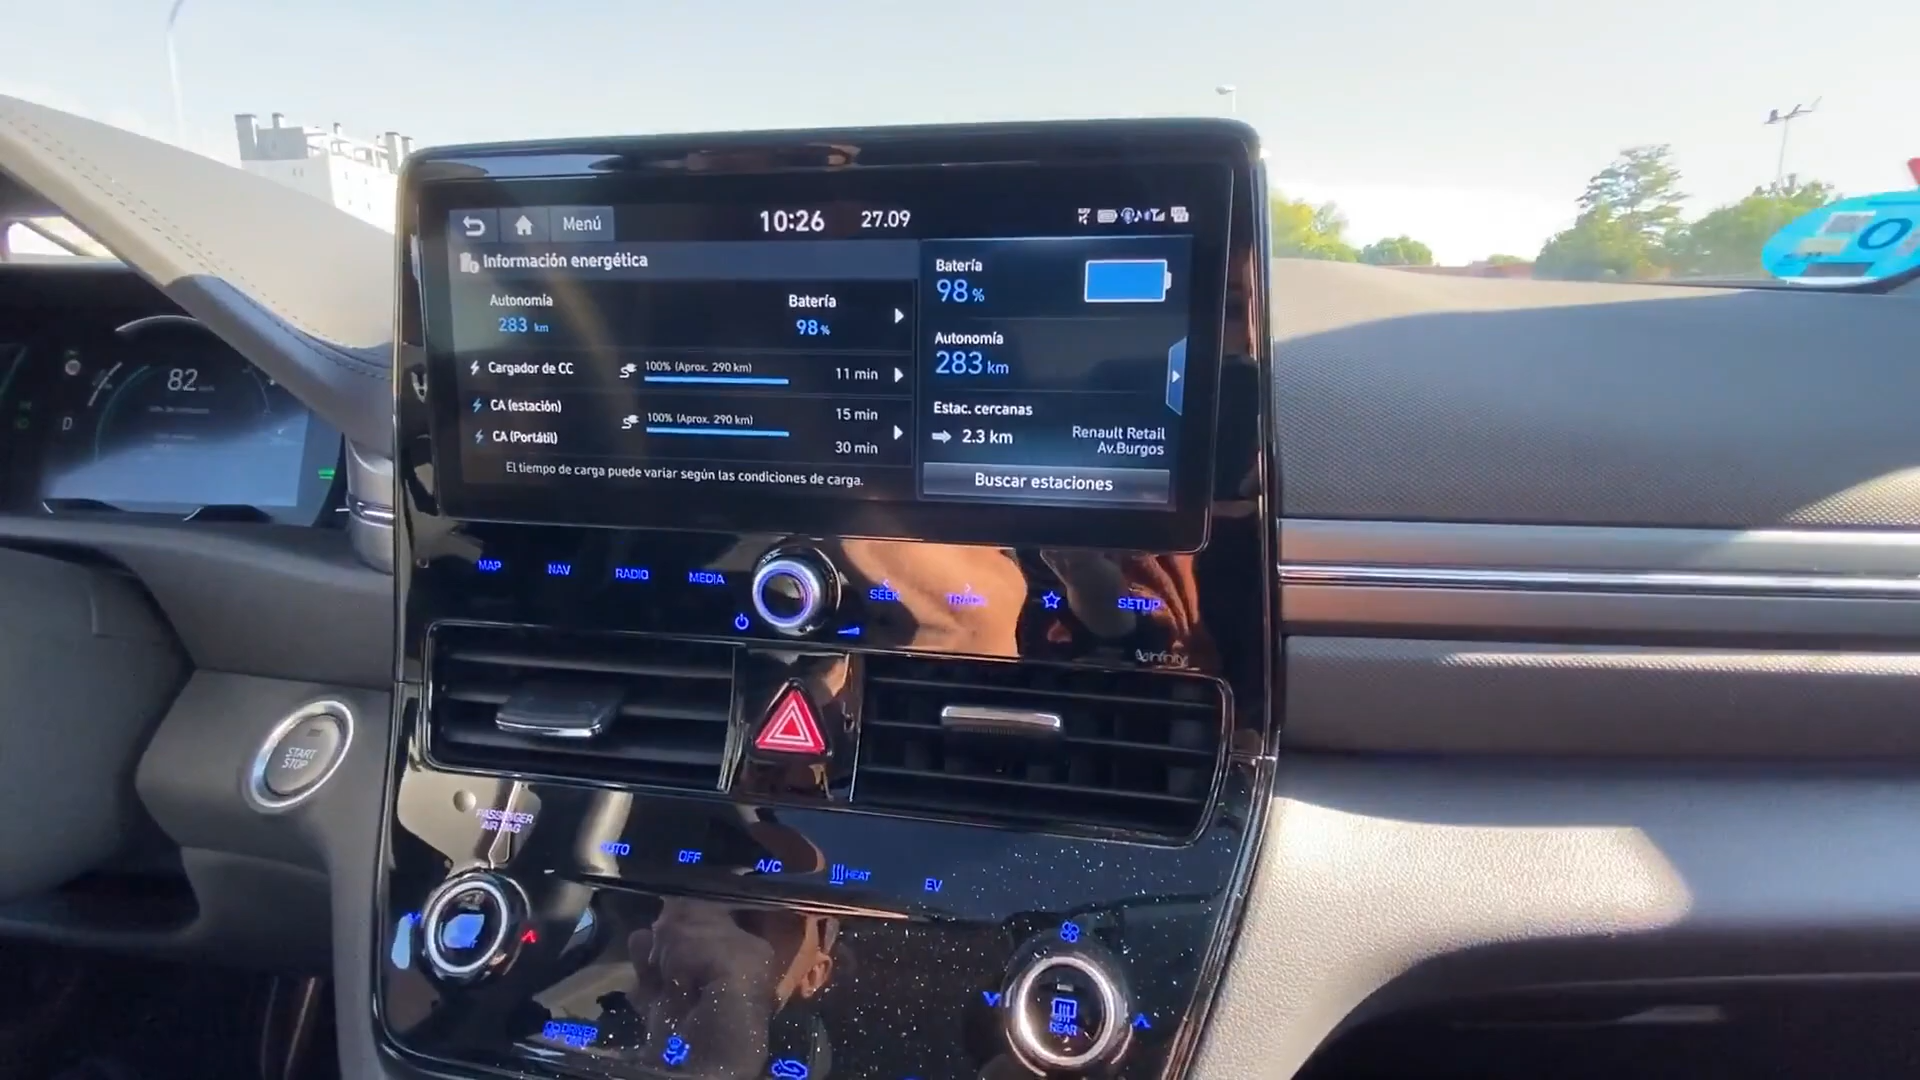 Menú
10:26
27.09
Información energética
Autonomía
283 km
Batería
98 %
Cargador de CC
100% (Aprox. 290 km)
11 min
CA (estación)
CA (Portátil)
100% (Aprox. 290 km)
15 min
30 min
El tiempo de carga puede variar según las condiciones de carga.
Batería
98 %
Autonomía
283 km
Estac. cercanas
2.3 km
Renault Retail
Av.Burgos
Buscar estaciones
82
D
MAP
NAV
RADIO
MEDIA
SEEK
TRACK
SETUP
infinity
START
STOP
PASSENGER
AIR BAG
AUTO
OFF
A/C
HEAT
EV
DRIVER
ONLY
REAR
0